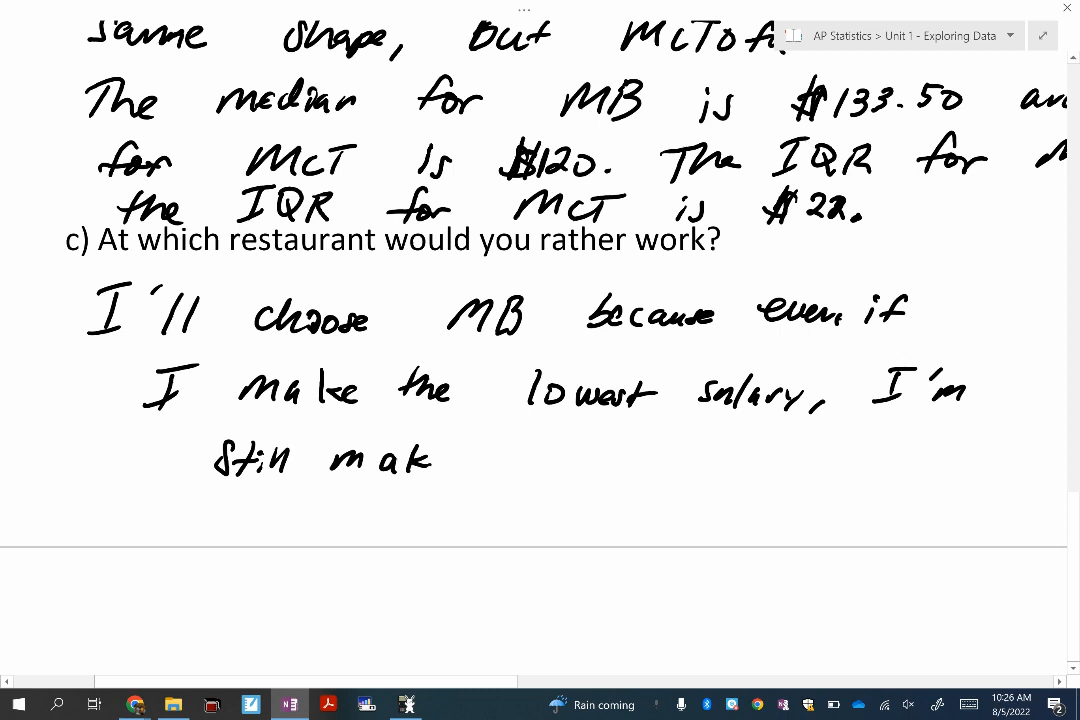 same shape, but McT
AP Statistics > Unit 1 - Exploring Data
The median for MB is $133.50
for McT is $120. The IQR for
the IQR for McT is $22.
c) At which restaurant would you rather work?
I'll choose MB because even if
I make the lowest salary, I'm
still mak
Rain coming
10:26 AM
8/5/2022
2